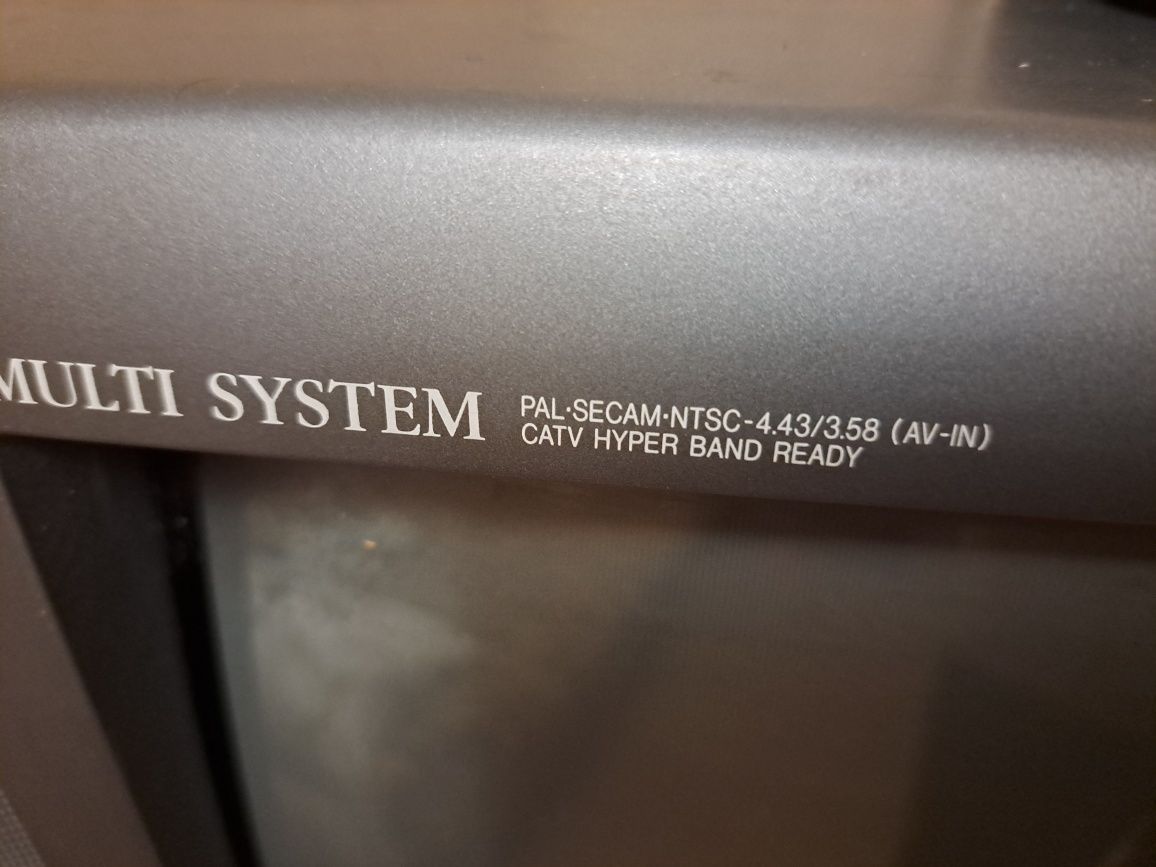 MULTI SYSTEM
PAL·SECAM·NTSC-4.43/3.58 (AV-IN)
CATV HYPER BAND READY